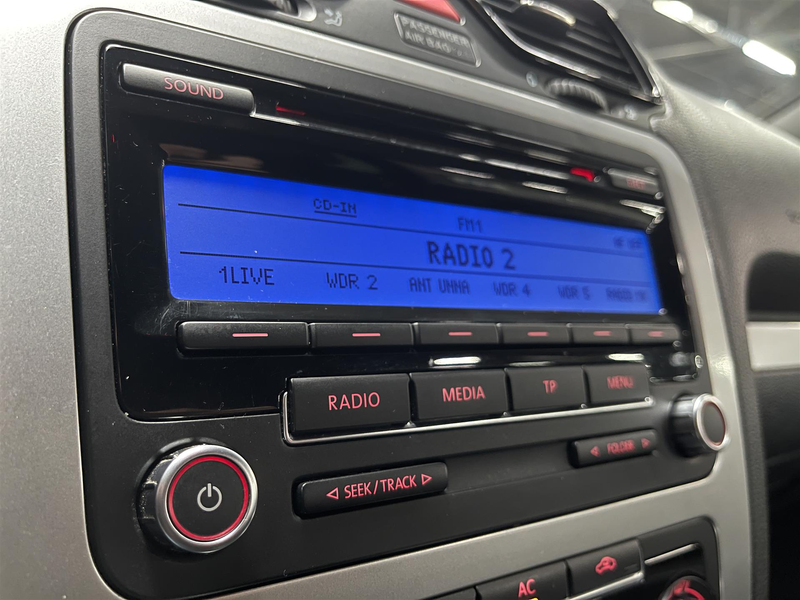 PASSENGER
AIR BAG
SOUND
CD-IN
FM1
RADIO 2
1LIVE WDR 2 ANT UNNA WDR 4 WDR 5
RADIO MEDIA TP MENU
◁ SEEK/TRACK ▷
◁ FOLDER ▷
AC